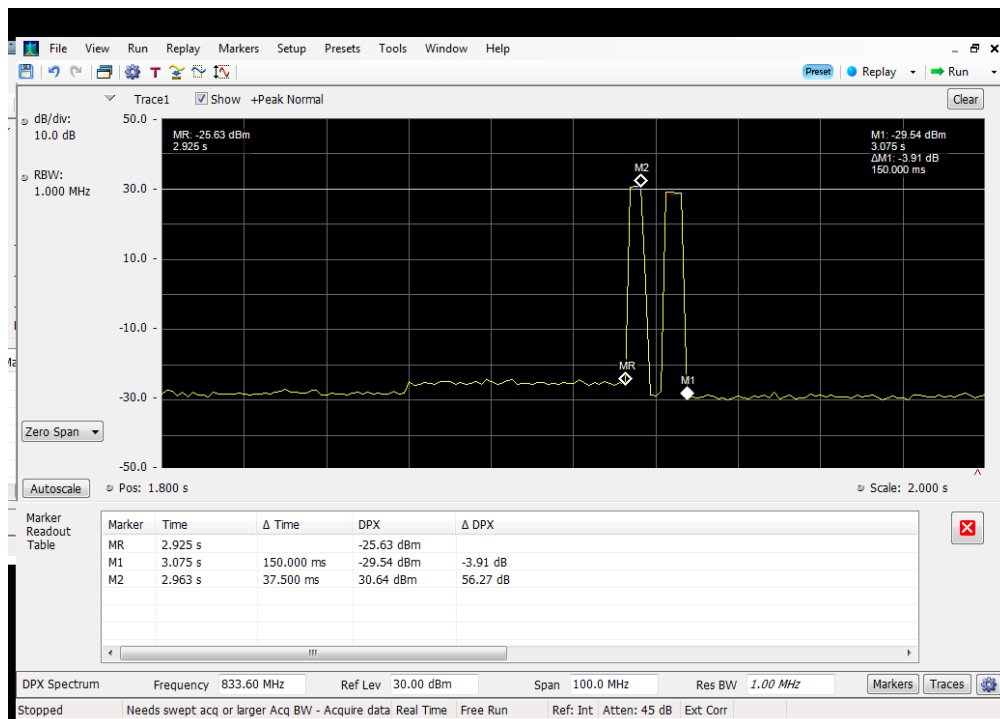 File View Run Replay Markers Setup Presets Tools Window Help
T Preset Replay Run
Trace1 Show +Peak Normal Clear
dB/div:
10.0 dB
RBW:
1.000 MHz
50.0
30.0
10.0
-10.0
-30.0
-50.0
MR: -25.63 dBm
2.925 s
M1: -29.54 dBm
3.075 s
ΔM1: -3.91 dB
150.000 ms
M2
MR
M1
Zero Span
Autoscale Pos: 1.800 s Scale: 2.000 s
Marker
Readout
Table
Marker Time Δ Time DPX Δ DPX
MR 2.925 s -25.63 dBm
M1 3.075 s 150.000 ms -29.54 dBm -3.91 dB
M2 2.963 s 37.500 ms 30.64 dBm 56.27 dB
DPX Spectrum Frequency 833.60 MHz Ref Lev 30.00 dBm Span 100.0 MHz Res BW 1.00 MHz Markers Traces
Stopped Needs swept acq or larger Acq BW - Acquire data Real Time Free Run Ref: Int Atten: 45 dB Ext Corr